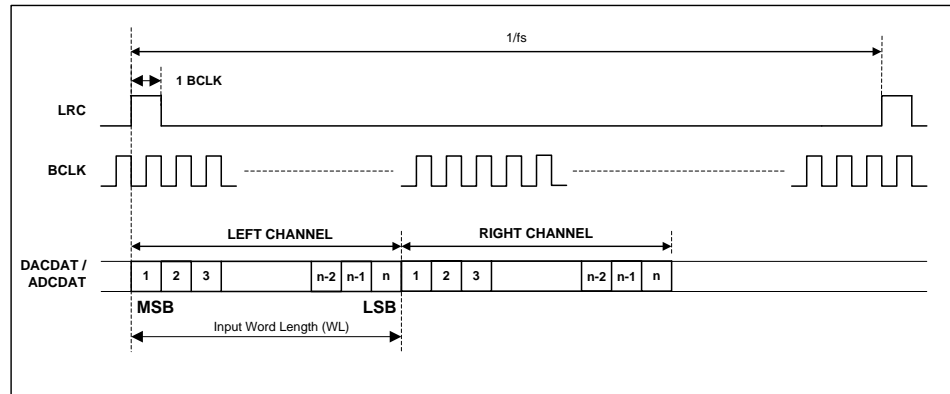 1/fs
1 BCLK
LRC
BCLK
LEFT CHANNEL RIGHT CHANNEL
DACDAT /
ADCDAT
1 2 3 n-2 n-1 n 1 2 3 n-2 n-1 n
MSB LSB
Input Word Length (WL)